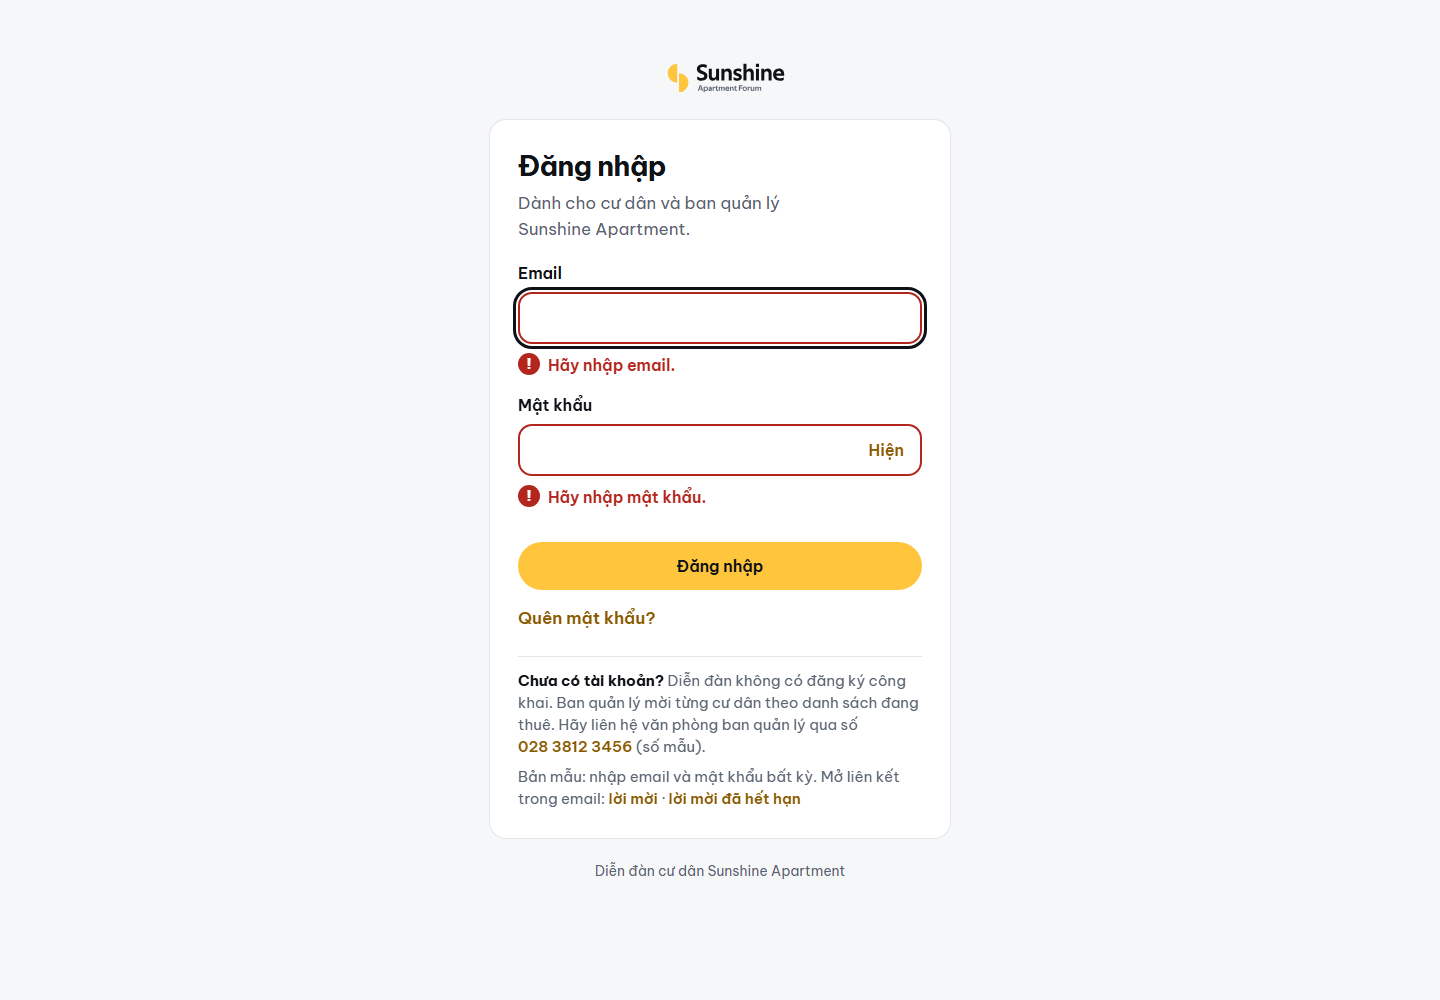 Sunshine
Apartment Forum
Đăng nhập
Dành cho cư dân và ban quản lý
Sunshine Apartment.
Email
! Hãy nhập email.
Mật khẩu
Hiện
! Hãy nhập mật khẩu.
Đăng nhập
Quên mật khẩu?
Chưa có tài khoản? Diễn đàn không có đăng ký công
khai. Ban quản lý mời từng cư dân theo danh sách đang
thuê. Hãy liên hệ văn phòng ban quản lý qua số
028 3812 3456 (số mẫu).
Bản mẫu: nhập email và mật khẩu bất kỳ. Mở liên kết
trong email: lời mời · lời mời đã hết hạn
Diễn đàn cư dân Sunshine Apartment